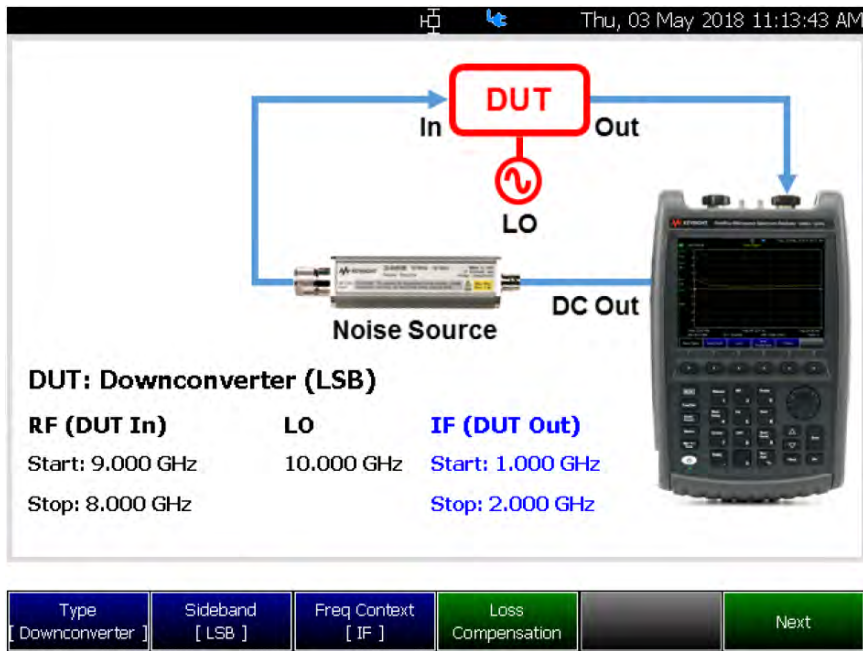 Thu, 03 May 2018 11:13:43 AM
DUT
In
Out
LO
DC Out
Noise Source
KEYSIGHT
DUT: Downconverter (LSB)
RF (DUT In)
LO
IF (DUT Out)
Start: 9.000 GHz
10.000 GHz
Start: 1.000 GHz
Stop: 8.000 GHz
Stop: 2.000 GHz
Type
[ Downconverter ]
Sideband
[ LSB ]
Freq Context
[ IF ]
Loss
Compensation
Next